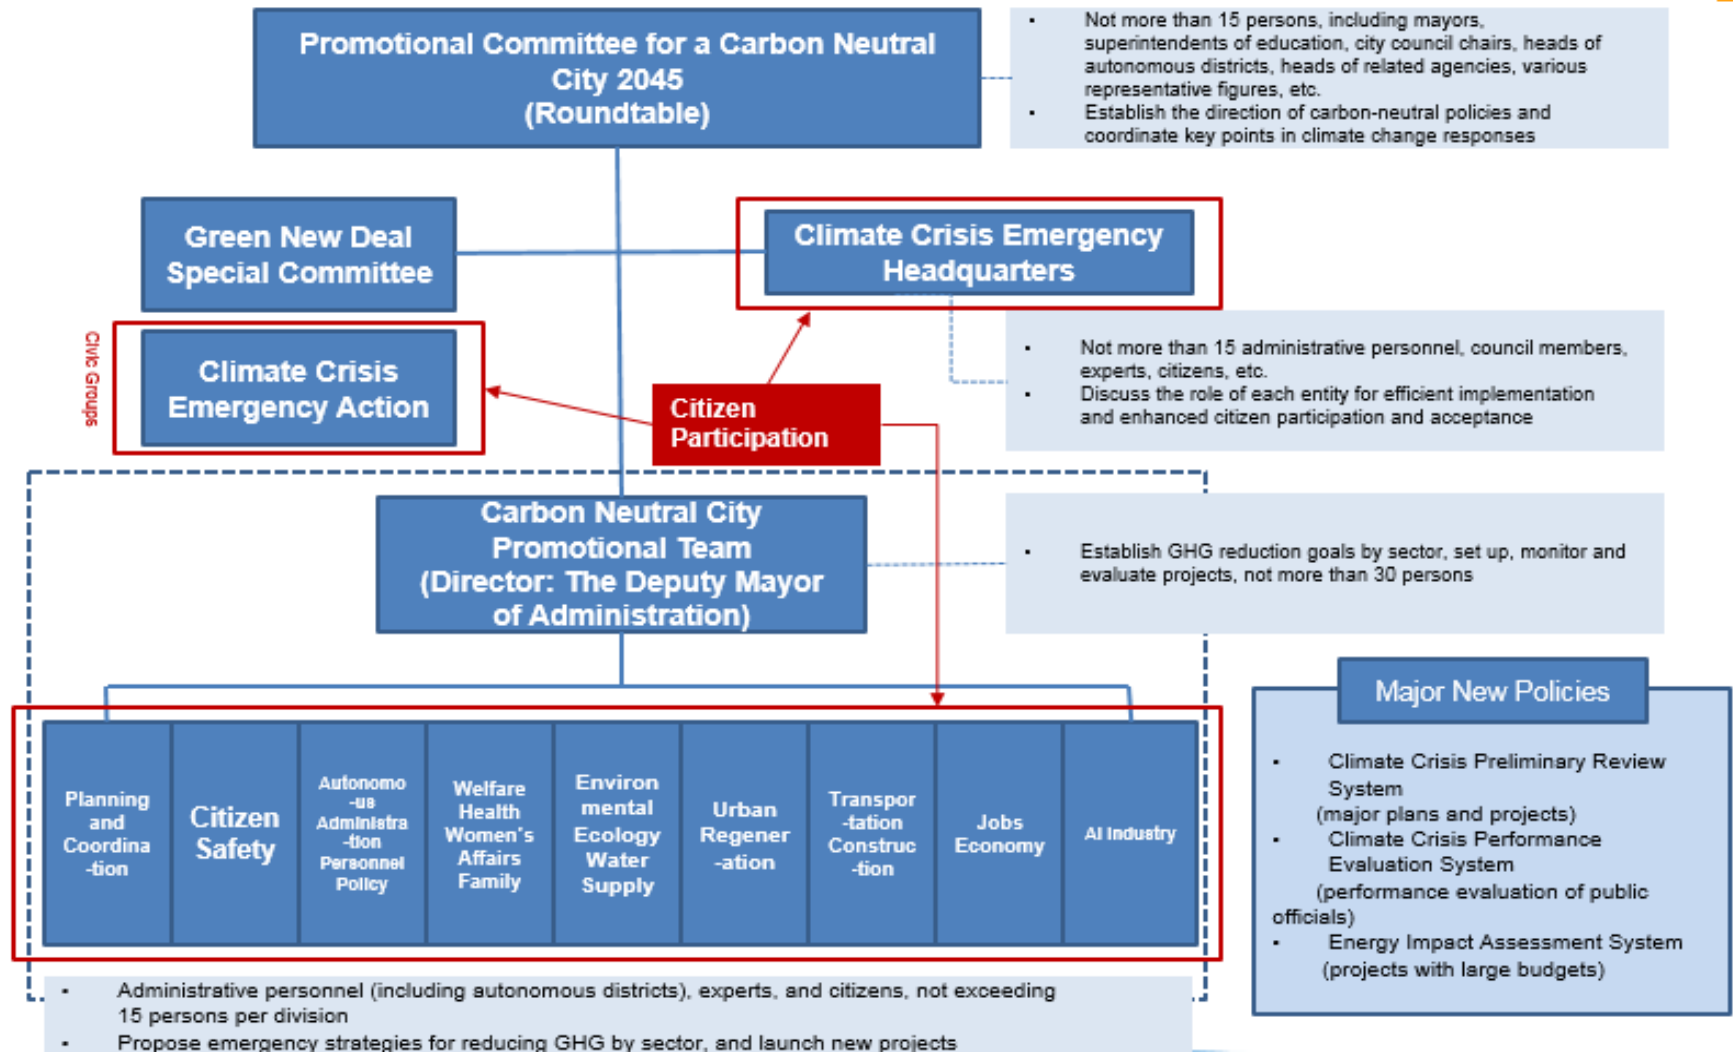 Promotional Committee for a Carbon Neutral
City 2045
(Roundtable)
▪ Not more than 15 persons, including mayors,
superintendents of education, city council chairs, heads of
autonomous districts, heads of related agencies, various
representative figures, etc.
▪ Establish the direction of carbon-neutral policies and
coordinate key points in climate change responses
Green New Deal
Special Committee
Climate Crisis Emergency
Headquarters
▪ Not more than 15 administrative personnel, council members,
experts, citizens, etc.
▪ Discuss the role of each entity for efficient implementation
and enhanced citizen participation and acceptance
Civic Groups
Climate Crisis
Emergency Action
Citizen
Participation
Carbon Neutral City
Promotional Team
(Director: The Deputy Mayor
of Administration)
▪ Establish GHG reduction goals by sector, set up, monitor and
evaluate projects, not more than 30 persons
Planning
and
Coordina
-tion
Citizen
Safety
Autonomo
-us
Administra
-tion
Personnel
Policy
Welfare
Health
Women's
Affairs
Family
Environ
mental
Ecology
Water
Supply
Urban
Regener
-ation
Transpor
-tation
Construc
-tion
Jobs
Economy
AI Industry
▪ Administrative personnel (including autonomous districts), experts, and citizens, not exceeding
15 persons per division
▪ Propose emergency strategies for reducing GHG by sector, and launch new projects
Major New Policies
▪ Climate Crisis Preliminary Review
System
(major plans and projects)
▪ Climate Crisis Performance
Evaluation System
(performance evaluation of public
officials)
▪ Energy Impact Assessment System
(projects with large budgets)